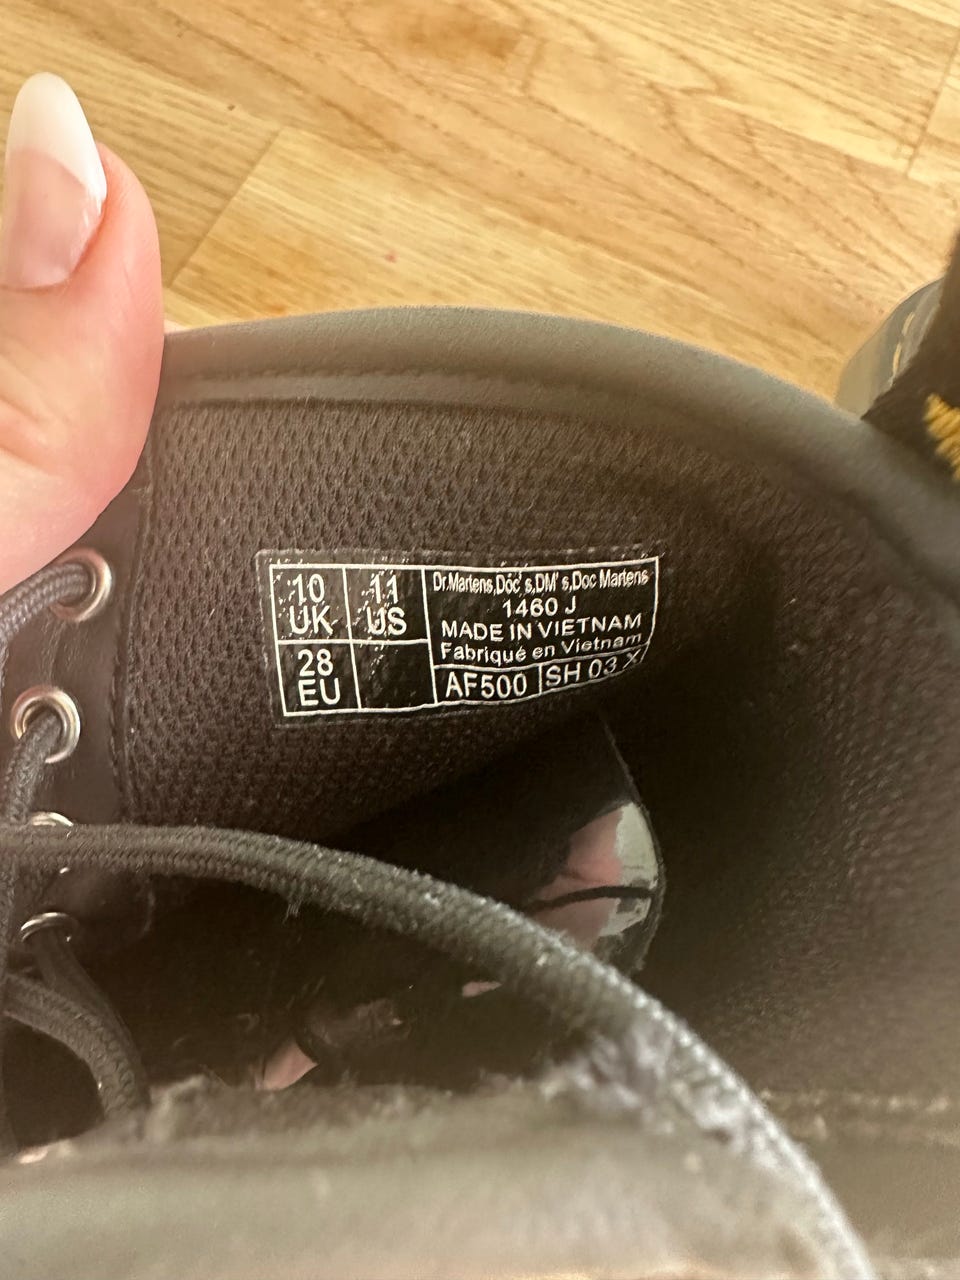 10
UK
11
US
28
EU
Dr.Martens,Doc's,DM's,Doc Martens
1460 J
MADE IN VIETNAM
Fabriqué en Vietnam
AF500
SH 03 X